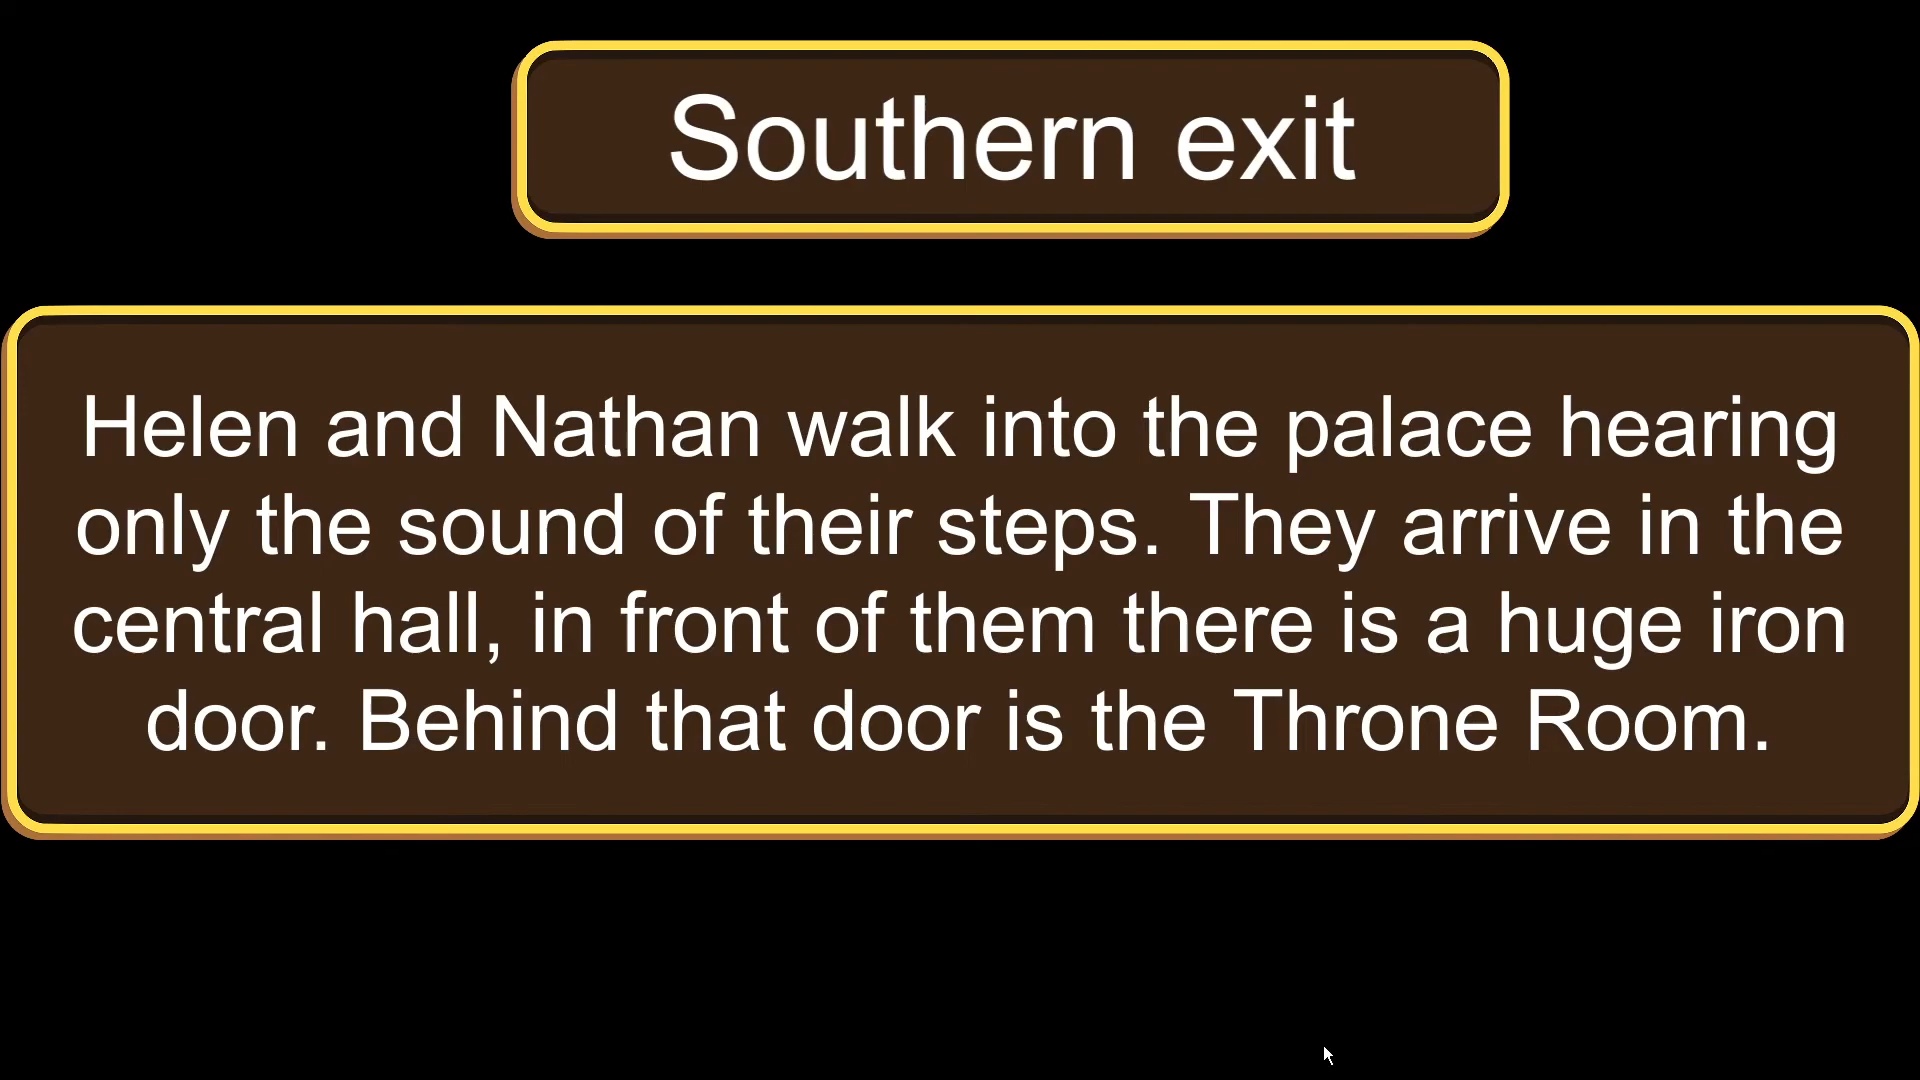 Southern exit
Helen and Nathan walk into the palace hearing
only the sound of their steps. They arrive in the
central hall, in front of them there is a huge iron
door. Behind that door is the Throne Room.